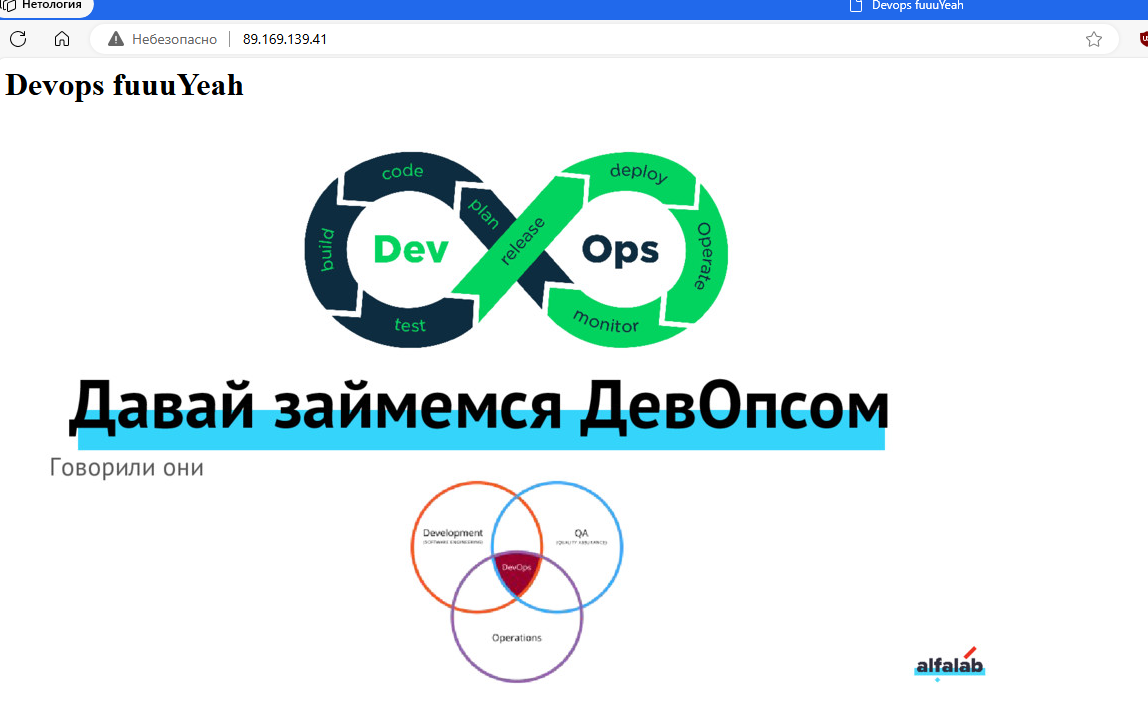 Нетология
Devops fuuuYeah
Небезопасно
89.169.139.41
Devops fuuuYeah
code
deploy
plan
build
Dev
release
Ops
Operate
test
monitor
Давай займемся ДевОпсом
Говорили они
Development
(SOFTWARE ENGINEERING)
QA
(QUALITY ASSURANCE)
DevOps
Operations
alfalab